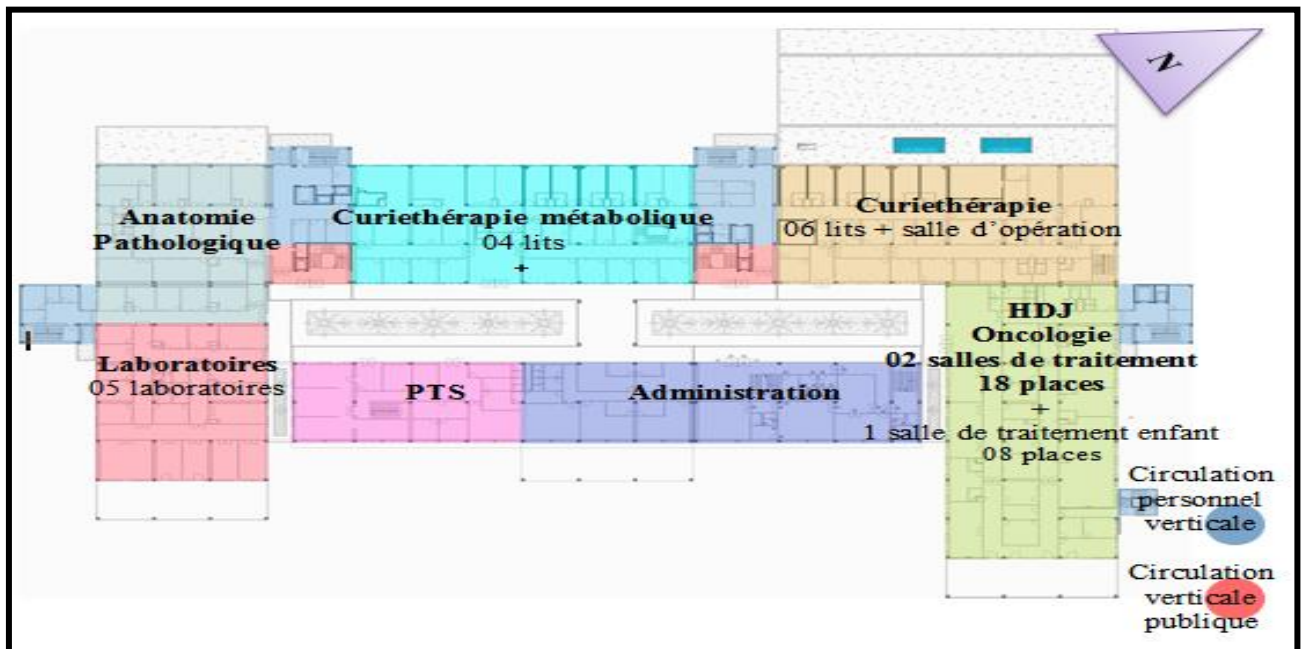 N
Anatomie
Pathologique
Curiethérapie métabolique
04 lits
+
Curiethérapie
06 lits + salle d'opération
Laboratoires
05 laboratoires
PTS
Administration
HDJ
Oncologie
02 salles de traitement
18 places
+
1 salle de traitement enfant
08 places
Circulation
personnel
verticale
Circulation
verticale
publique